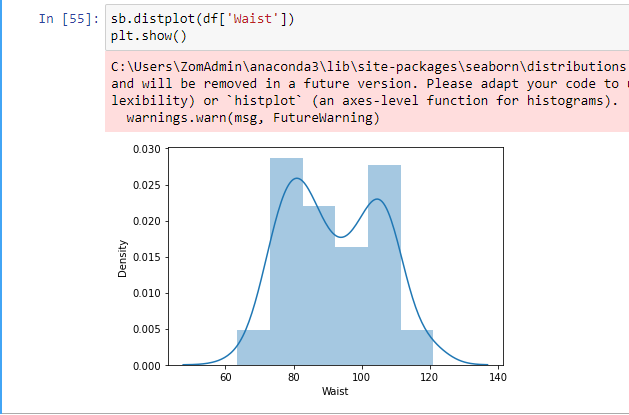 In [55]: sb.distplot(df['Waist'])
plt.show()
C:\Users\ZomAdmin\anaconda3\lib\site-packages\seaborn\distributions
and will be removed in a future version. Please adapt your code to
lexibility) or `histplot` (an axes-level function for histograms).
warnings.warn(msg, FutureWarning)
0.030
0.025
0.020
0.015
0.010
0.005
0.000
Density
60 80 100 120 140
Waist